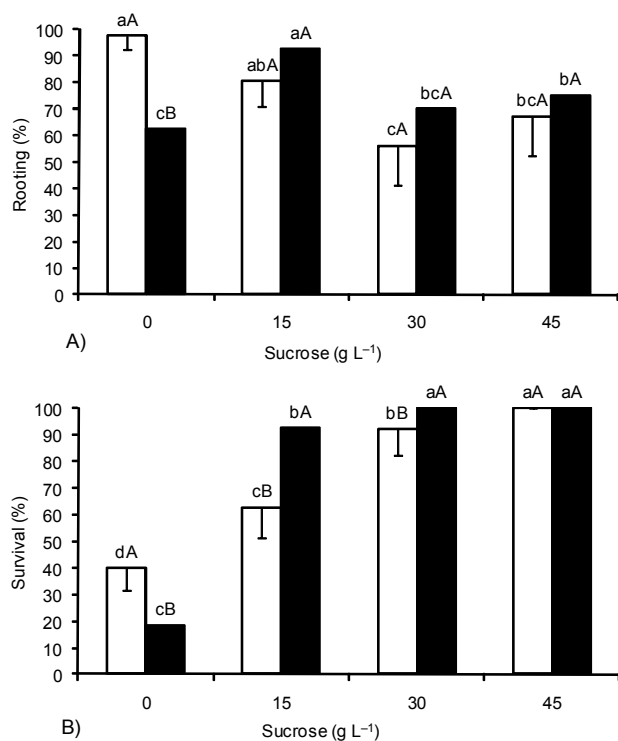 aA
cB
abA
aA
cA
bcA
bcA
bA
100
90
80
70
60
50
40
30
20
10
0
Rooting (%)
0 15 30 45
A)
Sucrose (g L⁻¹)
dA
cB
cB
bA
bB
aA
aA
aA
100
90
80
70
60
50
40
30
20
10
0
Survival (%)
0 15 30 45
B)
Sucrose (g L⁻¹)